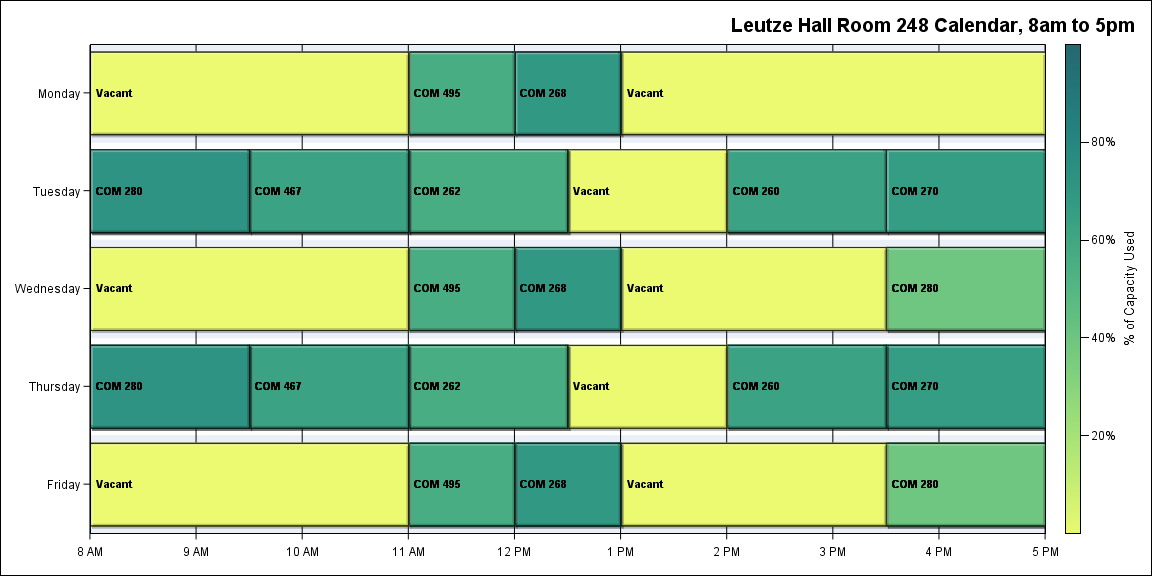 Leutze Hall Room 248 Calendar, 8am to 5pm
Monday
Vacant
COM 495
COM 268
Vacant
Tuesday
COM 280
COM 467
COM 262
Vacant
COM 260
COM 270
Wednesday
Vacant
COM 495
COM 268
Vacant
COM 280
Thursday
COM 280
COM 467
COM 262
Vacant
COM 260
COM 270
Friday
Vacant
COM 495
COM 268
Vacant
COM 280
8 AM
9 AM
10 AM
11 AM
12 PM
1 PM
2 PM
3 PM
4 PM
5 PM
80%
60%
40%
20%
% of Capacity Used